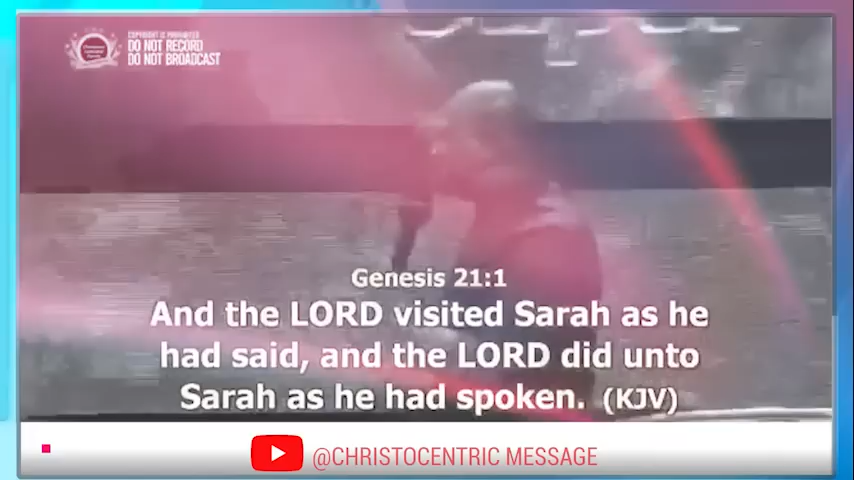 COPYRIGHT IS PROHIBITED
DO NOT RECORD
DO NOT BROADCAST
Genesis 21:1
And the LORD visited Sarah as he
had said, and the LORD did unto
Sarah as he had spoken. (KJV)
@CHRISTOCENTRIC MESSAGE